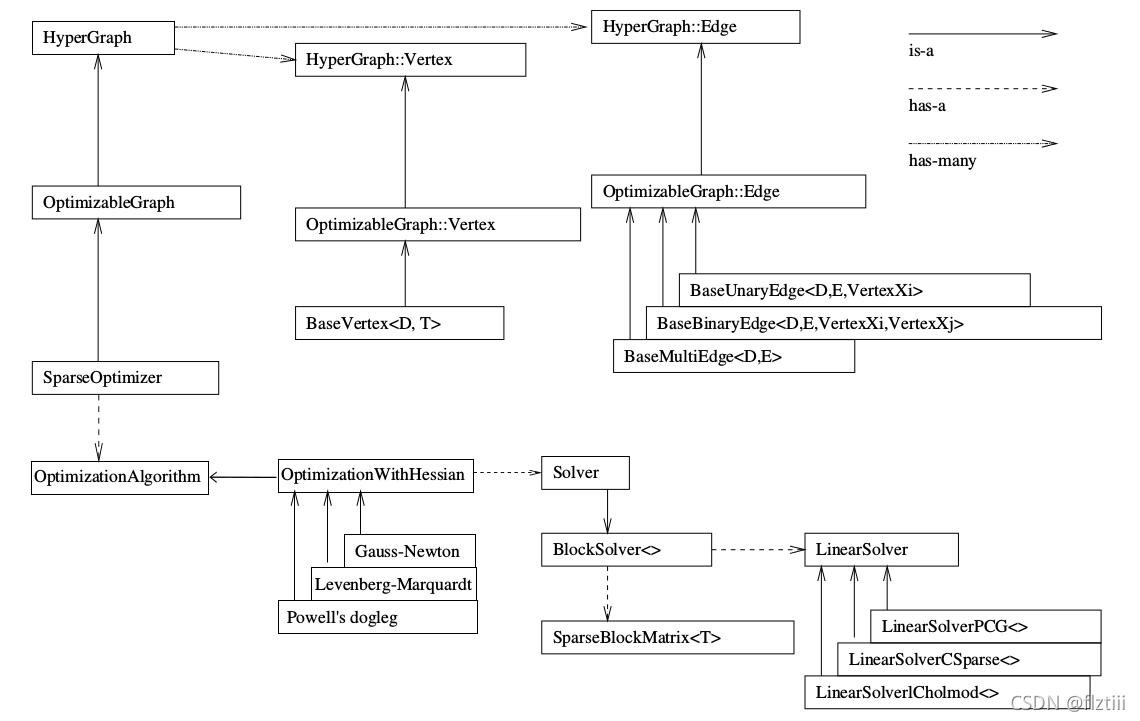 HyperGraph
HyperGraph::Edge
HyperGraph::Vertex
is-a
has-a
has-many
OptimizableGraph
OptimizableGraph::Edge
OptimizableGraph::Vertex
BaseUnaryEdge<D,E,VertexXi>
BaseVertex<D, T>
BaseBinaryEdge<D,E,VertexXi,VertexXj>
BaseMultiEdge<D,E>
SparseOptimizer
OptimizationAlgorithm
OptimizationWithHessian
Solver
Gauss-Newton
BlockSolver<>
LinearSolver
Levenberg-Marquardt
Powell's dogleg
SparseBlockMatrix<T>
LinearSolverPCG<>
LinearSolverCSparse<>
LinearSolverlCholmod<>
CSDN @flztiii